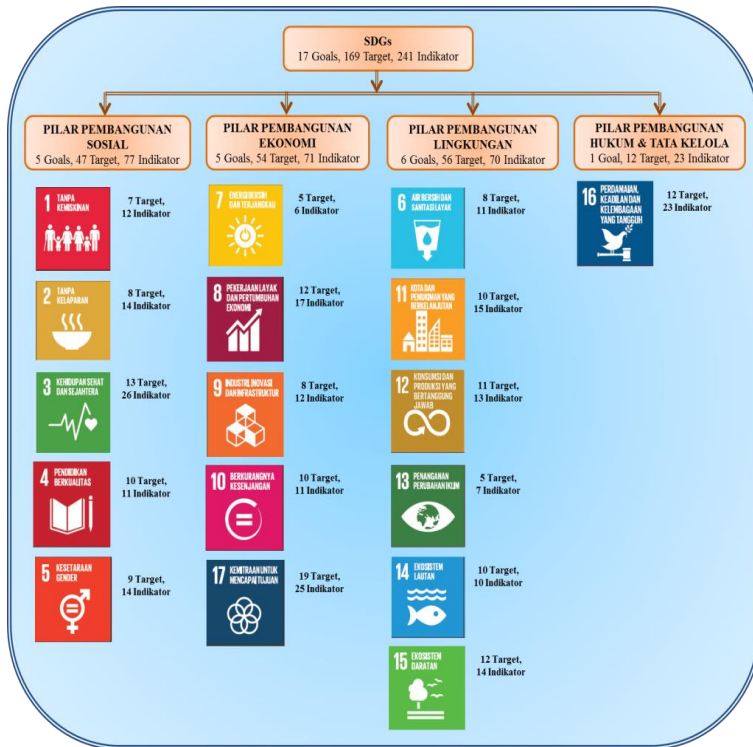 SDGs
17 Goals, 169 Target, 241 Indikator
PILAR PEMBANGUNAN
SOSIAL
5 Goals, 47 Target, 77 Indikator
1 TANPA
KEMISKINAN
7 Target,
12 Indikator
2 TANPA
KELAPARAN
8 Target,
14 Indikator
3 KEHIDUPAN SEHAT
DAN SEJAHTERA
13 Target,
26 Indikator
4 PENDIDIKAN
BERKUALITAS
10 Target,
11 Indikator
5 KESETARAAN
GENDER
9 Target,
14 Indikator
PILAR PEMBANGUNAN
EKONOMI
5 Goals, 54 Target, 71 Indikator
7 ENERGI BERSIH
DAN TERJANGKAU
5 Target,
6 Indikator
8 PEKERJAAN LAYAK
DAN PERTUMBUHAN
EKONOMI
12 Target,
17 Indikator
9 INDUSTRI, INOVASI
DAN INFRASTRUKTUR
8 Target,
12 Indikator
10 BERKURANGNYA
KESENJANGAN
10 Target,
11 Indikator
17 KEMITRAAN UNTUK
MENCAPAI TUJUAN
19 Target,
25 Indikator
PILAR PEMBANGUNAN
LINGKUNGAN
6 Goals, 56 Target, 70 Indikator
6 AIR BERSIH DAN
SANITASI LAYAK
8 Target,
11 Indikator
11 KOTA DAN
PEMUKIMAN YANG
BERKELANJUTAN
10 Target,
15 Indikator
12 KONSUMSI DAN
PRODUKSI YANG
BERTANGGUNG
JAWAB
11 Target,
13 Indikator
13 PENANGANAN
PERUBAHAN IKLIM
5 Target,
7 Indikator
14 EKOSISTEM
LAUTAN
10 Target,
10 Indikator
15 EKOSISTEM
DARATAN
12 Target,
14 Indikator
PILAR PEMBANGUNAN
HUKUM & TATA KELOLA
1 Goal, 12 Target, 23 Indikator
16 PERDAMAIAN,
KEADILAN DAN
KELEMBAGAAN
YANG TANGGUH
12 Target,
23 Indikator